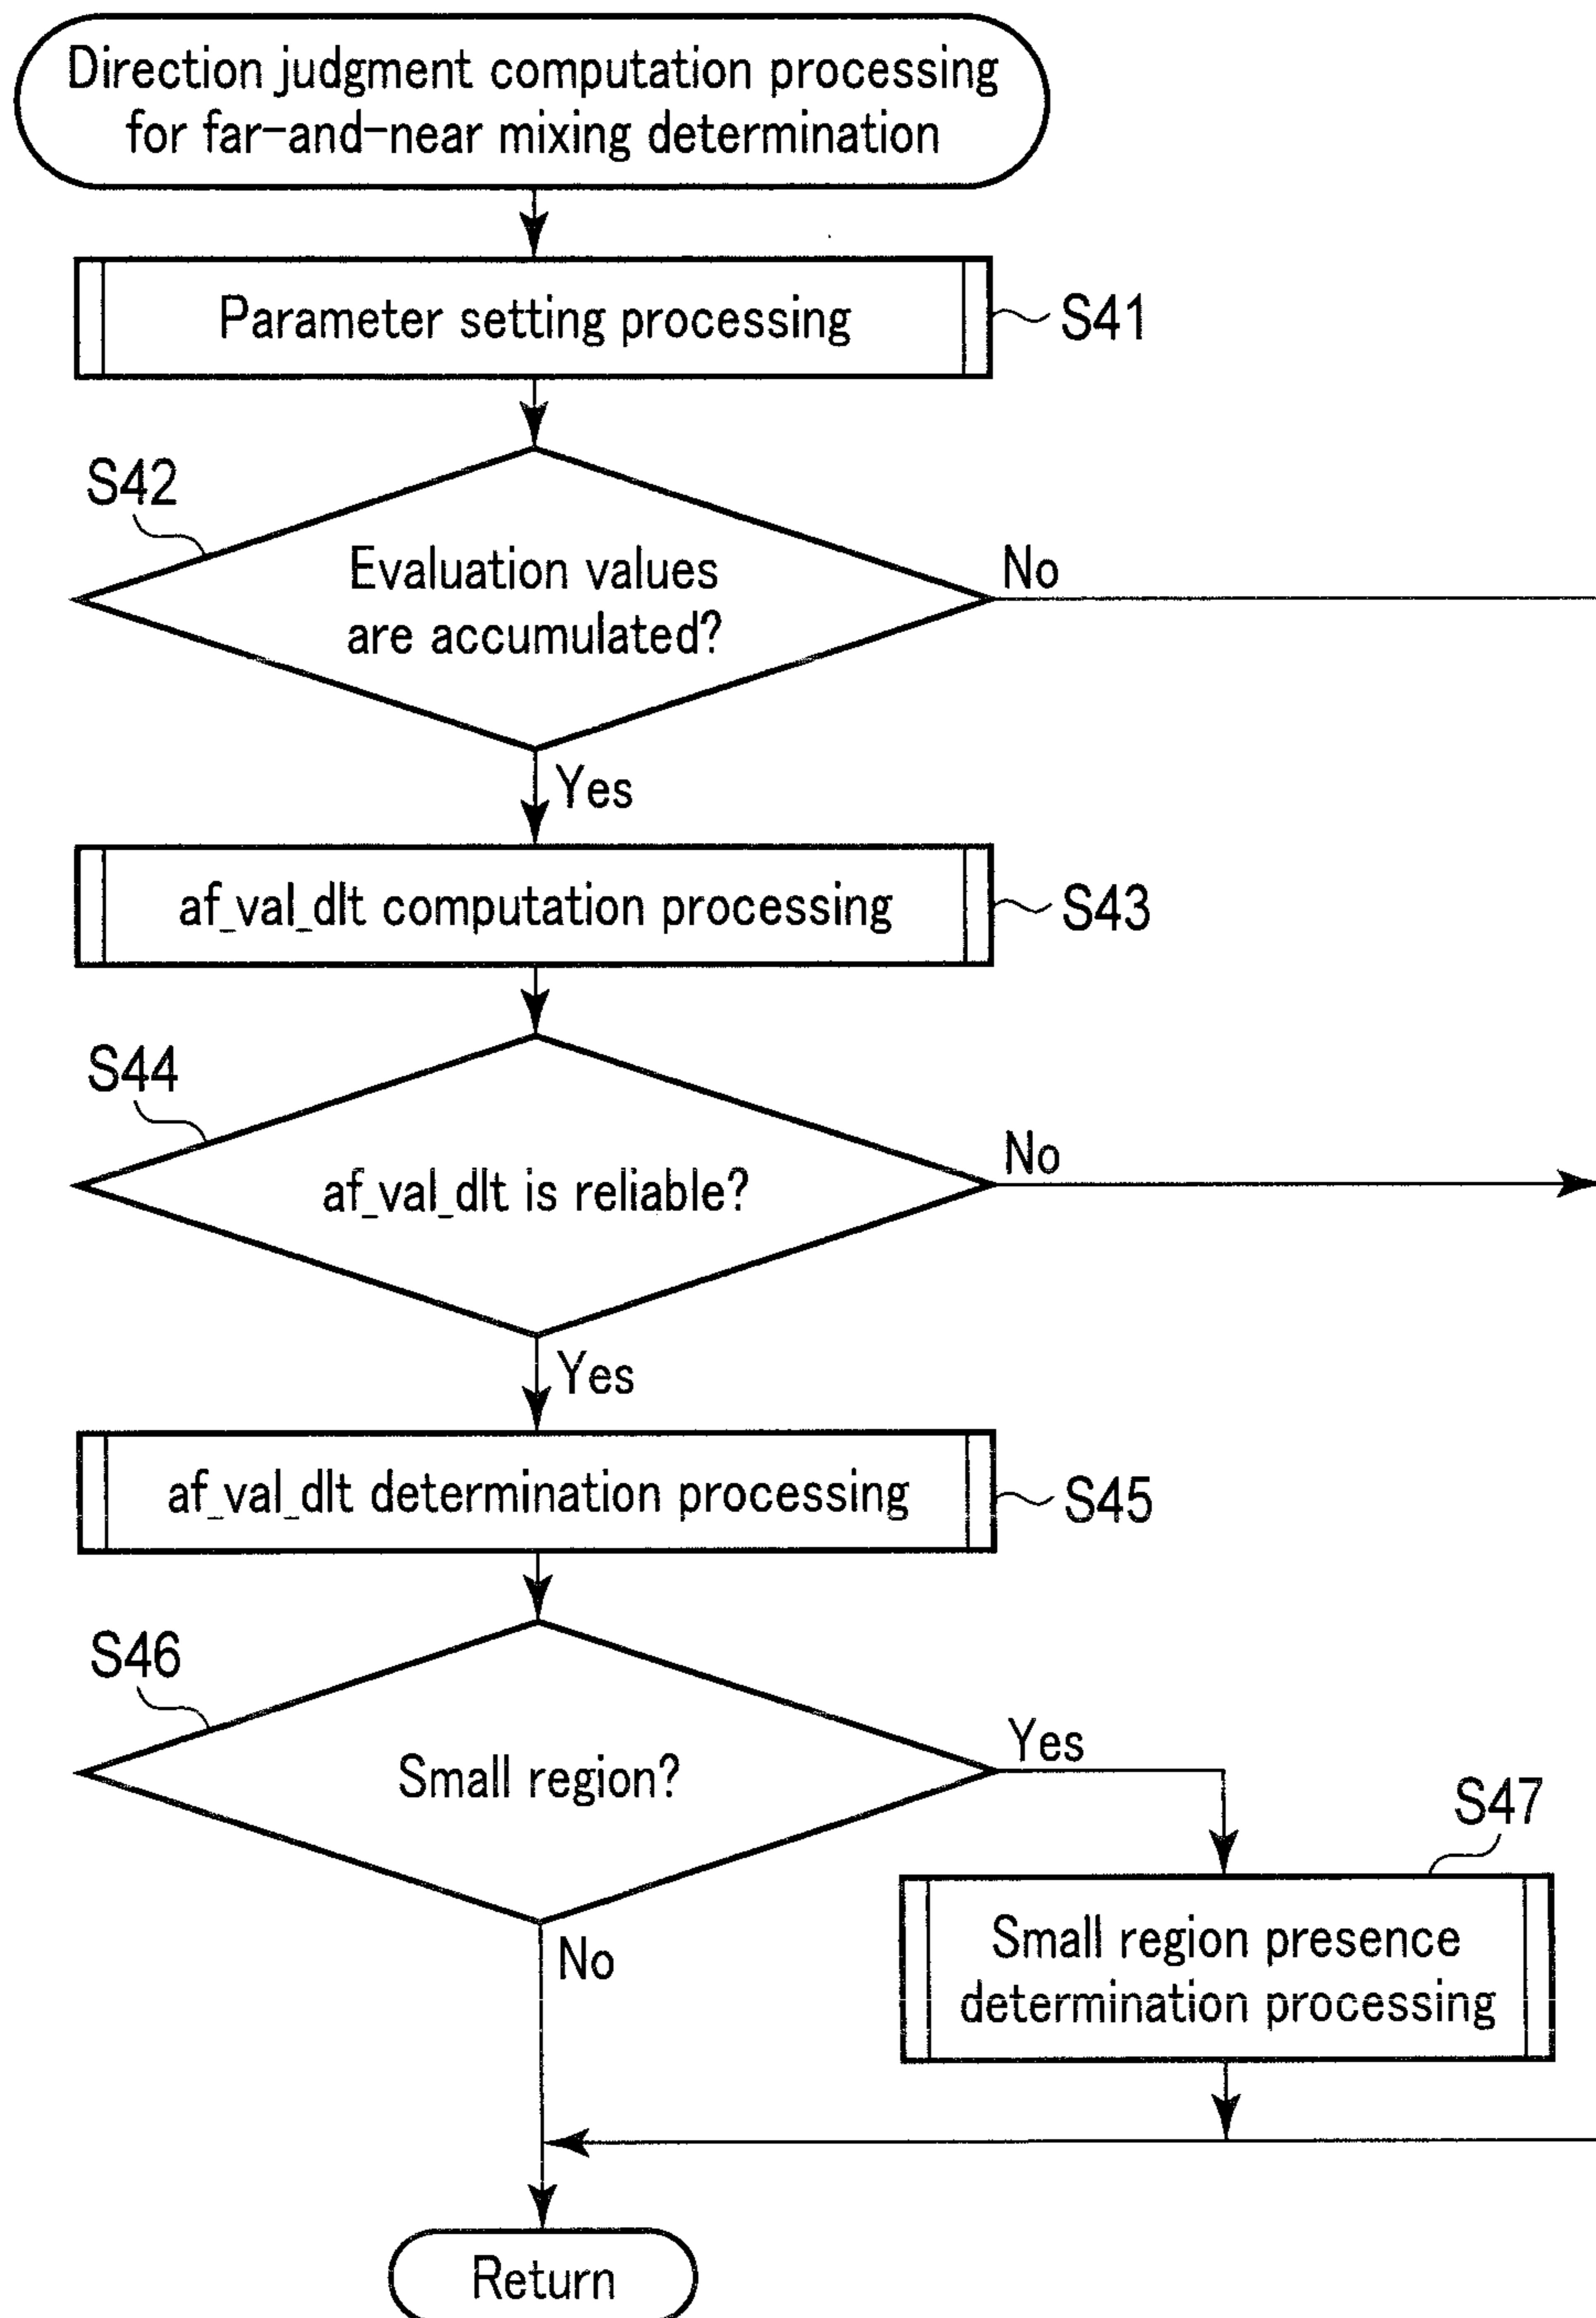 Direction judgment computation processing
for far-and-near mixing determination
Parameter setting processing
S41
S42
Evaluation values
are accumulated?
No
Yes
af_val_dlt computation processing
S43
S44
af_val_dlt is reliable?
No
Yes
af_val_dlt determination processing
S45
S46
Small region?
Yes
S47
Small region presence
determination processing
No
Return